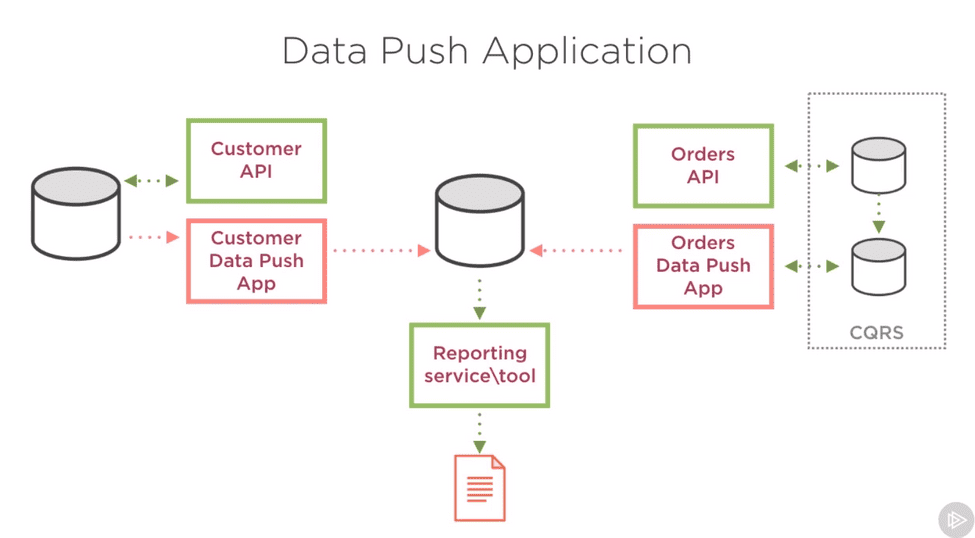 Data Push Application
Customer
API
Customer
Data Push
App
Orders
API
Orders
Data Push
App
CQRS
Reporting
service\tool